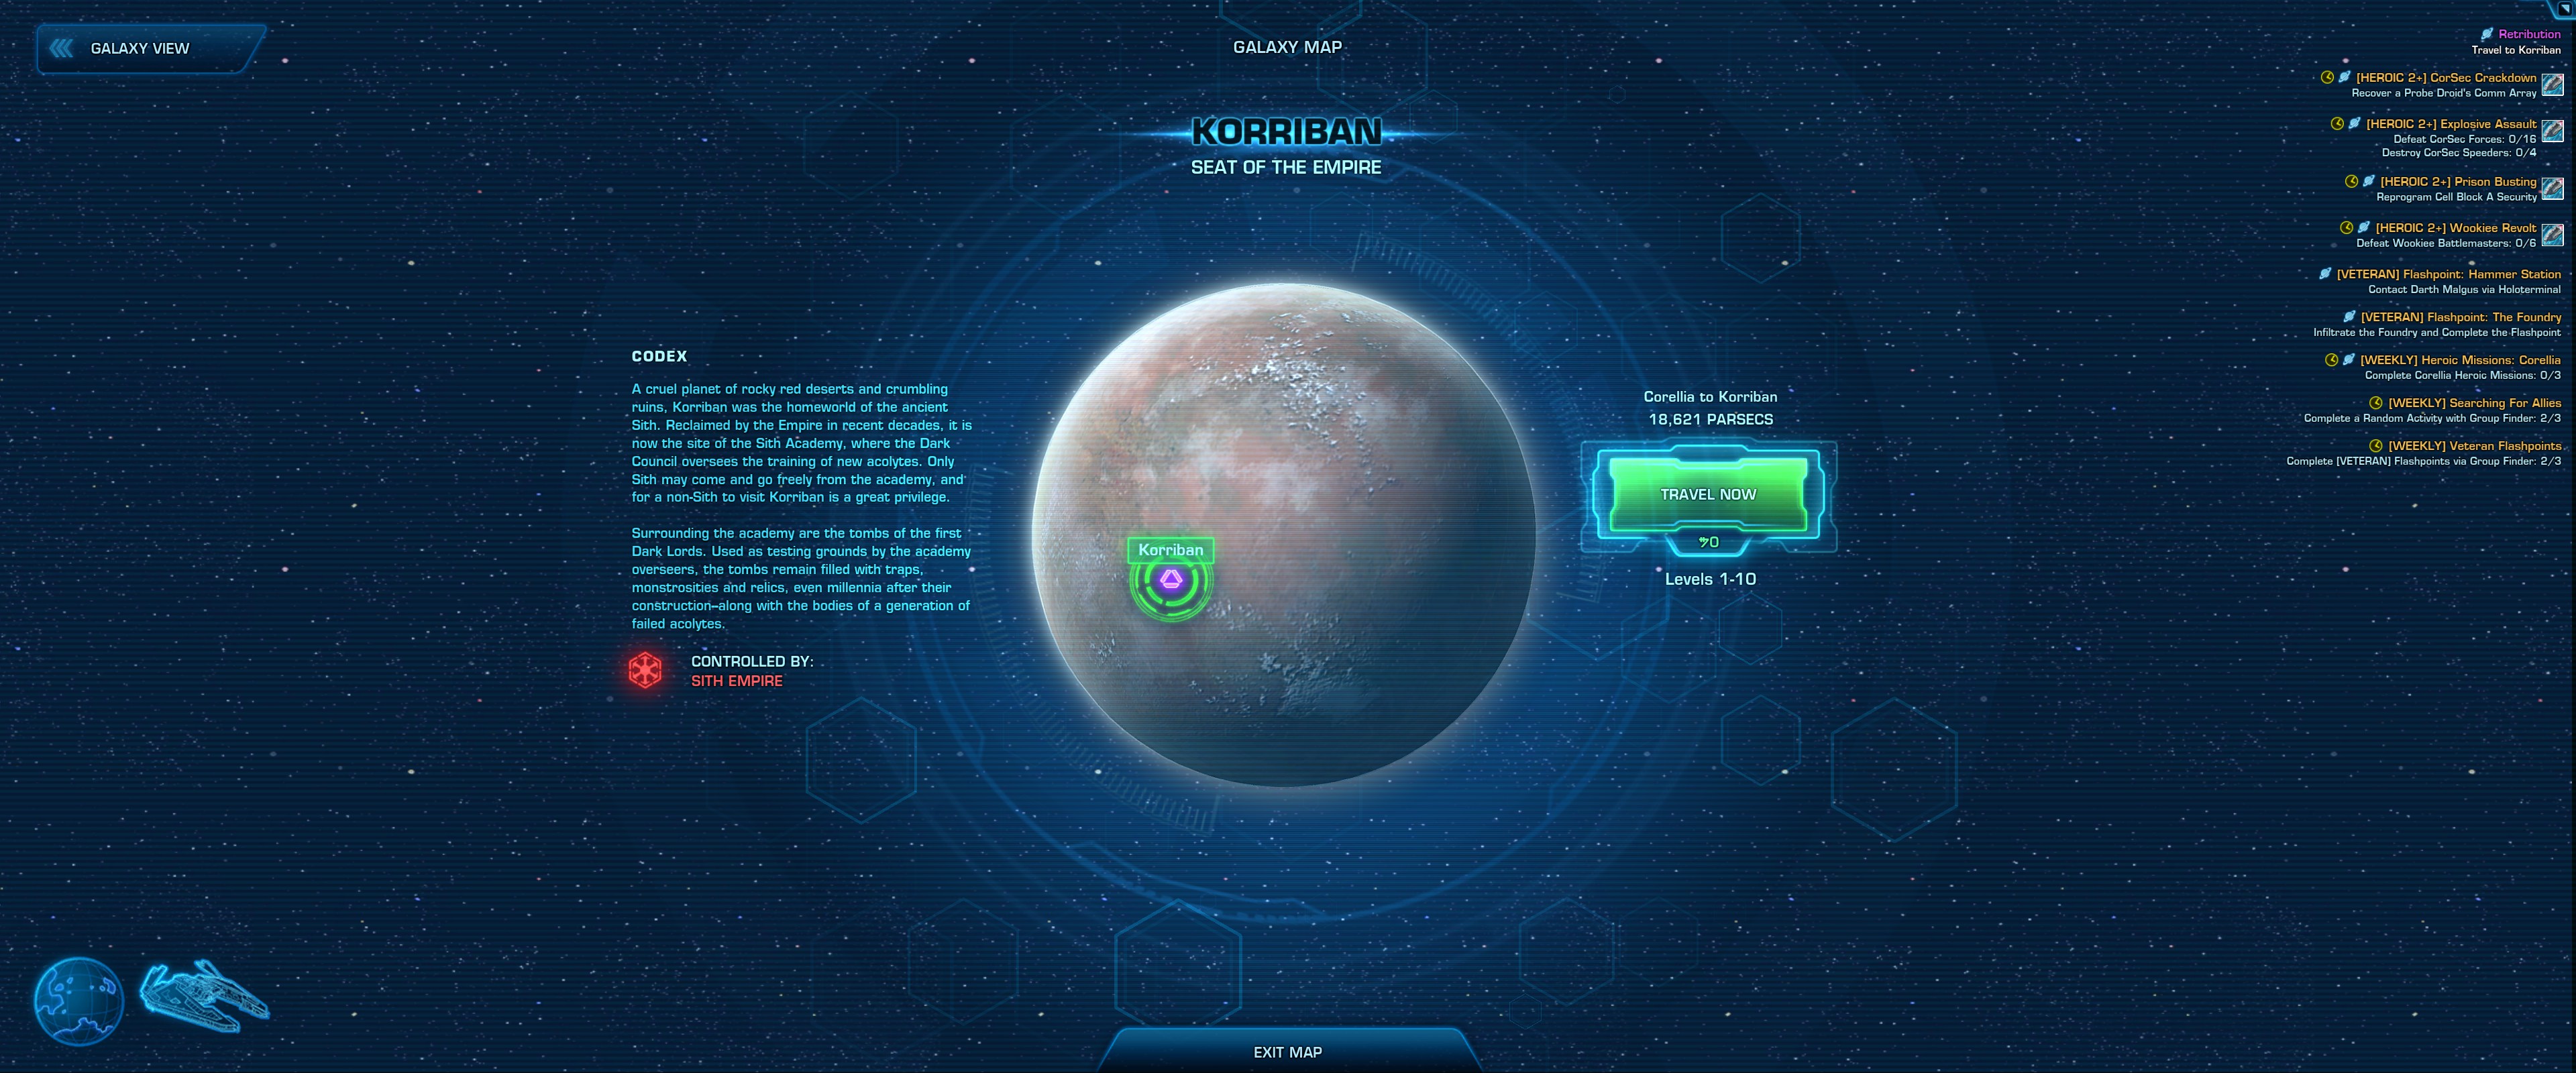 GALAXY VIEW
GALAXY MAP
KORRIBAN
SEAT OF THE EMPIRE
CODEX
A cruel planet of rocky red deserts and crumbling
ruins, Korriban was the homeworld of the ancient
Sith. Reclaimed by the Empire in recent decades, it is
now the site of the Sith Academy, where the Dark
Council oversees the training of new acolytes. Only
Sith may come and go freely from the academy, and
for a non-Sith to visit Korriban is a great privilege.
Surrounding the academy are the tombs of the first
Dark Lords. Used as testing grounds by the academy
overseers, the tombs remain filled with traps,
monstrosities and relics, even millennia after their
construction—along with the bodies of a generation of
failed acolytes.
CONTROLLED BY:
SITH EMPIRE
Korriban
Corellia to Korriban
18,621 PARSECS
TRAVEL NOW
0
Levels 1-10
Retribution
Travel to Korriban
[HEROIC 2+] CorSec Crackdown
Recover a Probe Droid's Comm Array
[HEROIC 2+] Explosive Assault
Defeat CorSec Forces: 0/16
Destroy CorSec Speeders: 0/4
[HEROIC 2+] Prison Busting
Reprogram Cell Block A Security
[HEROIC 2+] Wookiee Revolt
Defeat Wookiee Battlemasters: 0/6
[VETERAN] Flashpoint: Hammer Station
Contact Darth Malgus via Holoterminal
[VETERAN] Flashpoint: The Foundry
Infiltrate the Foundry and Complete the Flashpoint
[WEEKLY] Heroic Missions: Corellia
Complete Corellia Heroic Missions: 0/3
[WEEKLY] Searching For Allies
Complete a Random Activity with Group Finder: 2/3
[WEEKLY] Veteran Flashpoints
Complete [VETERAN] Flashpoints via Group Finder: 2/3
EXIT MAP